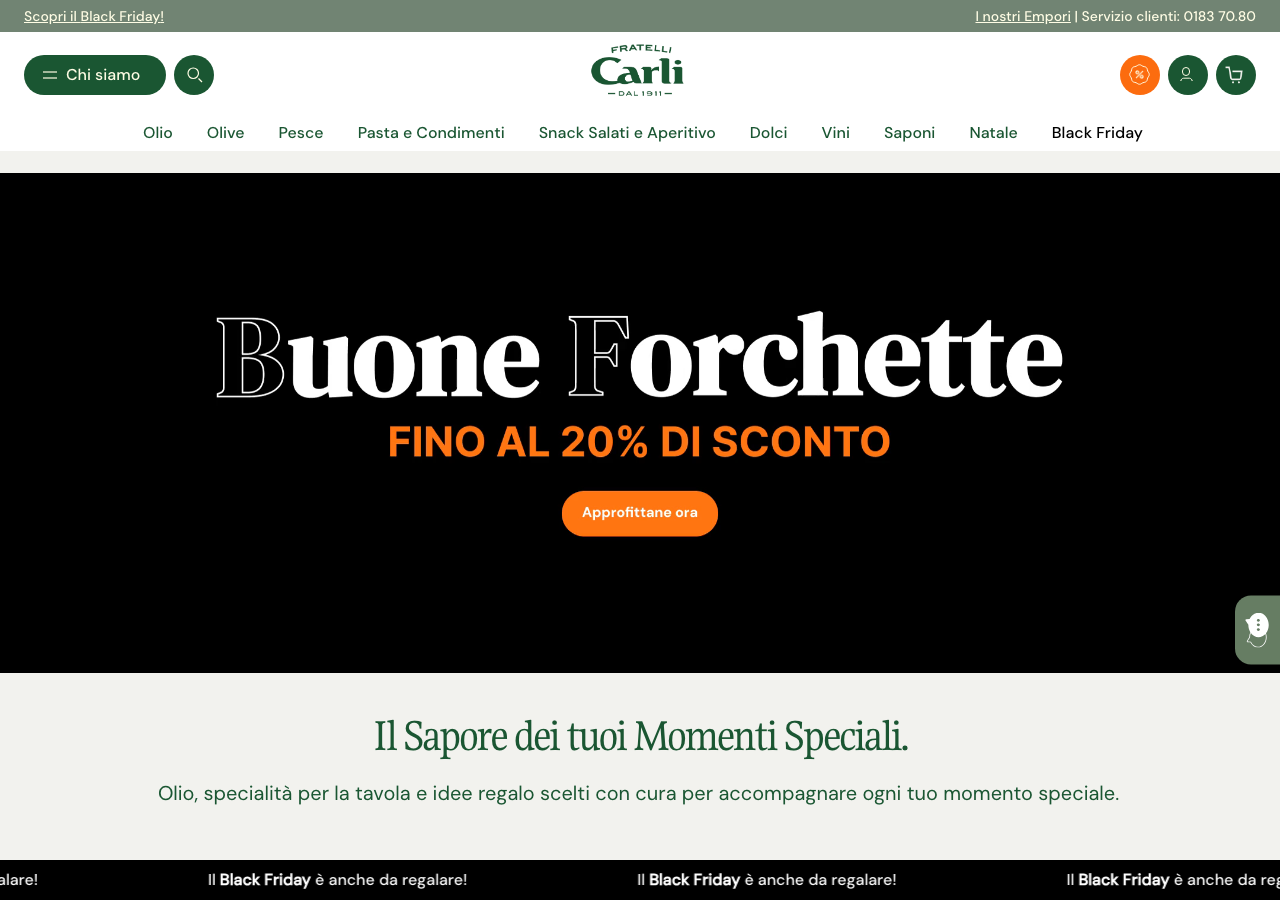 Scopri il Black Friday!
I nostri Empori | Servizio clienti: 0183 70.80
Chi siamo
FRATELLI
Carli
DAL 1911
%
Olio Olive Pesce Pasta e Condimenti Snack Salati e Aperitivo Dolci Vini Saponi Natale Black Friday
Buone Forchette
FINO AL 20% DI SCONTO
Approfittane ora
Il Sapore dei tuoi Momenti Speciali.
Olio, specialità per la tavola e idee regalo scelti con cura per accompagnare ogni tuo momento speciale.
alare! Il Black Friday è anche da regalare! Il Black Friday è anche da regalare! Il Black Friday è anche da reg